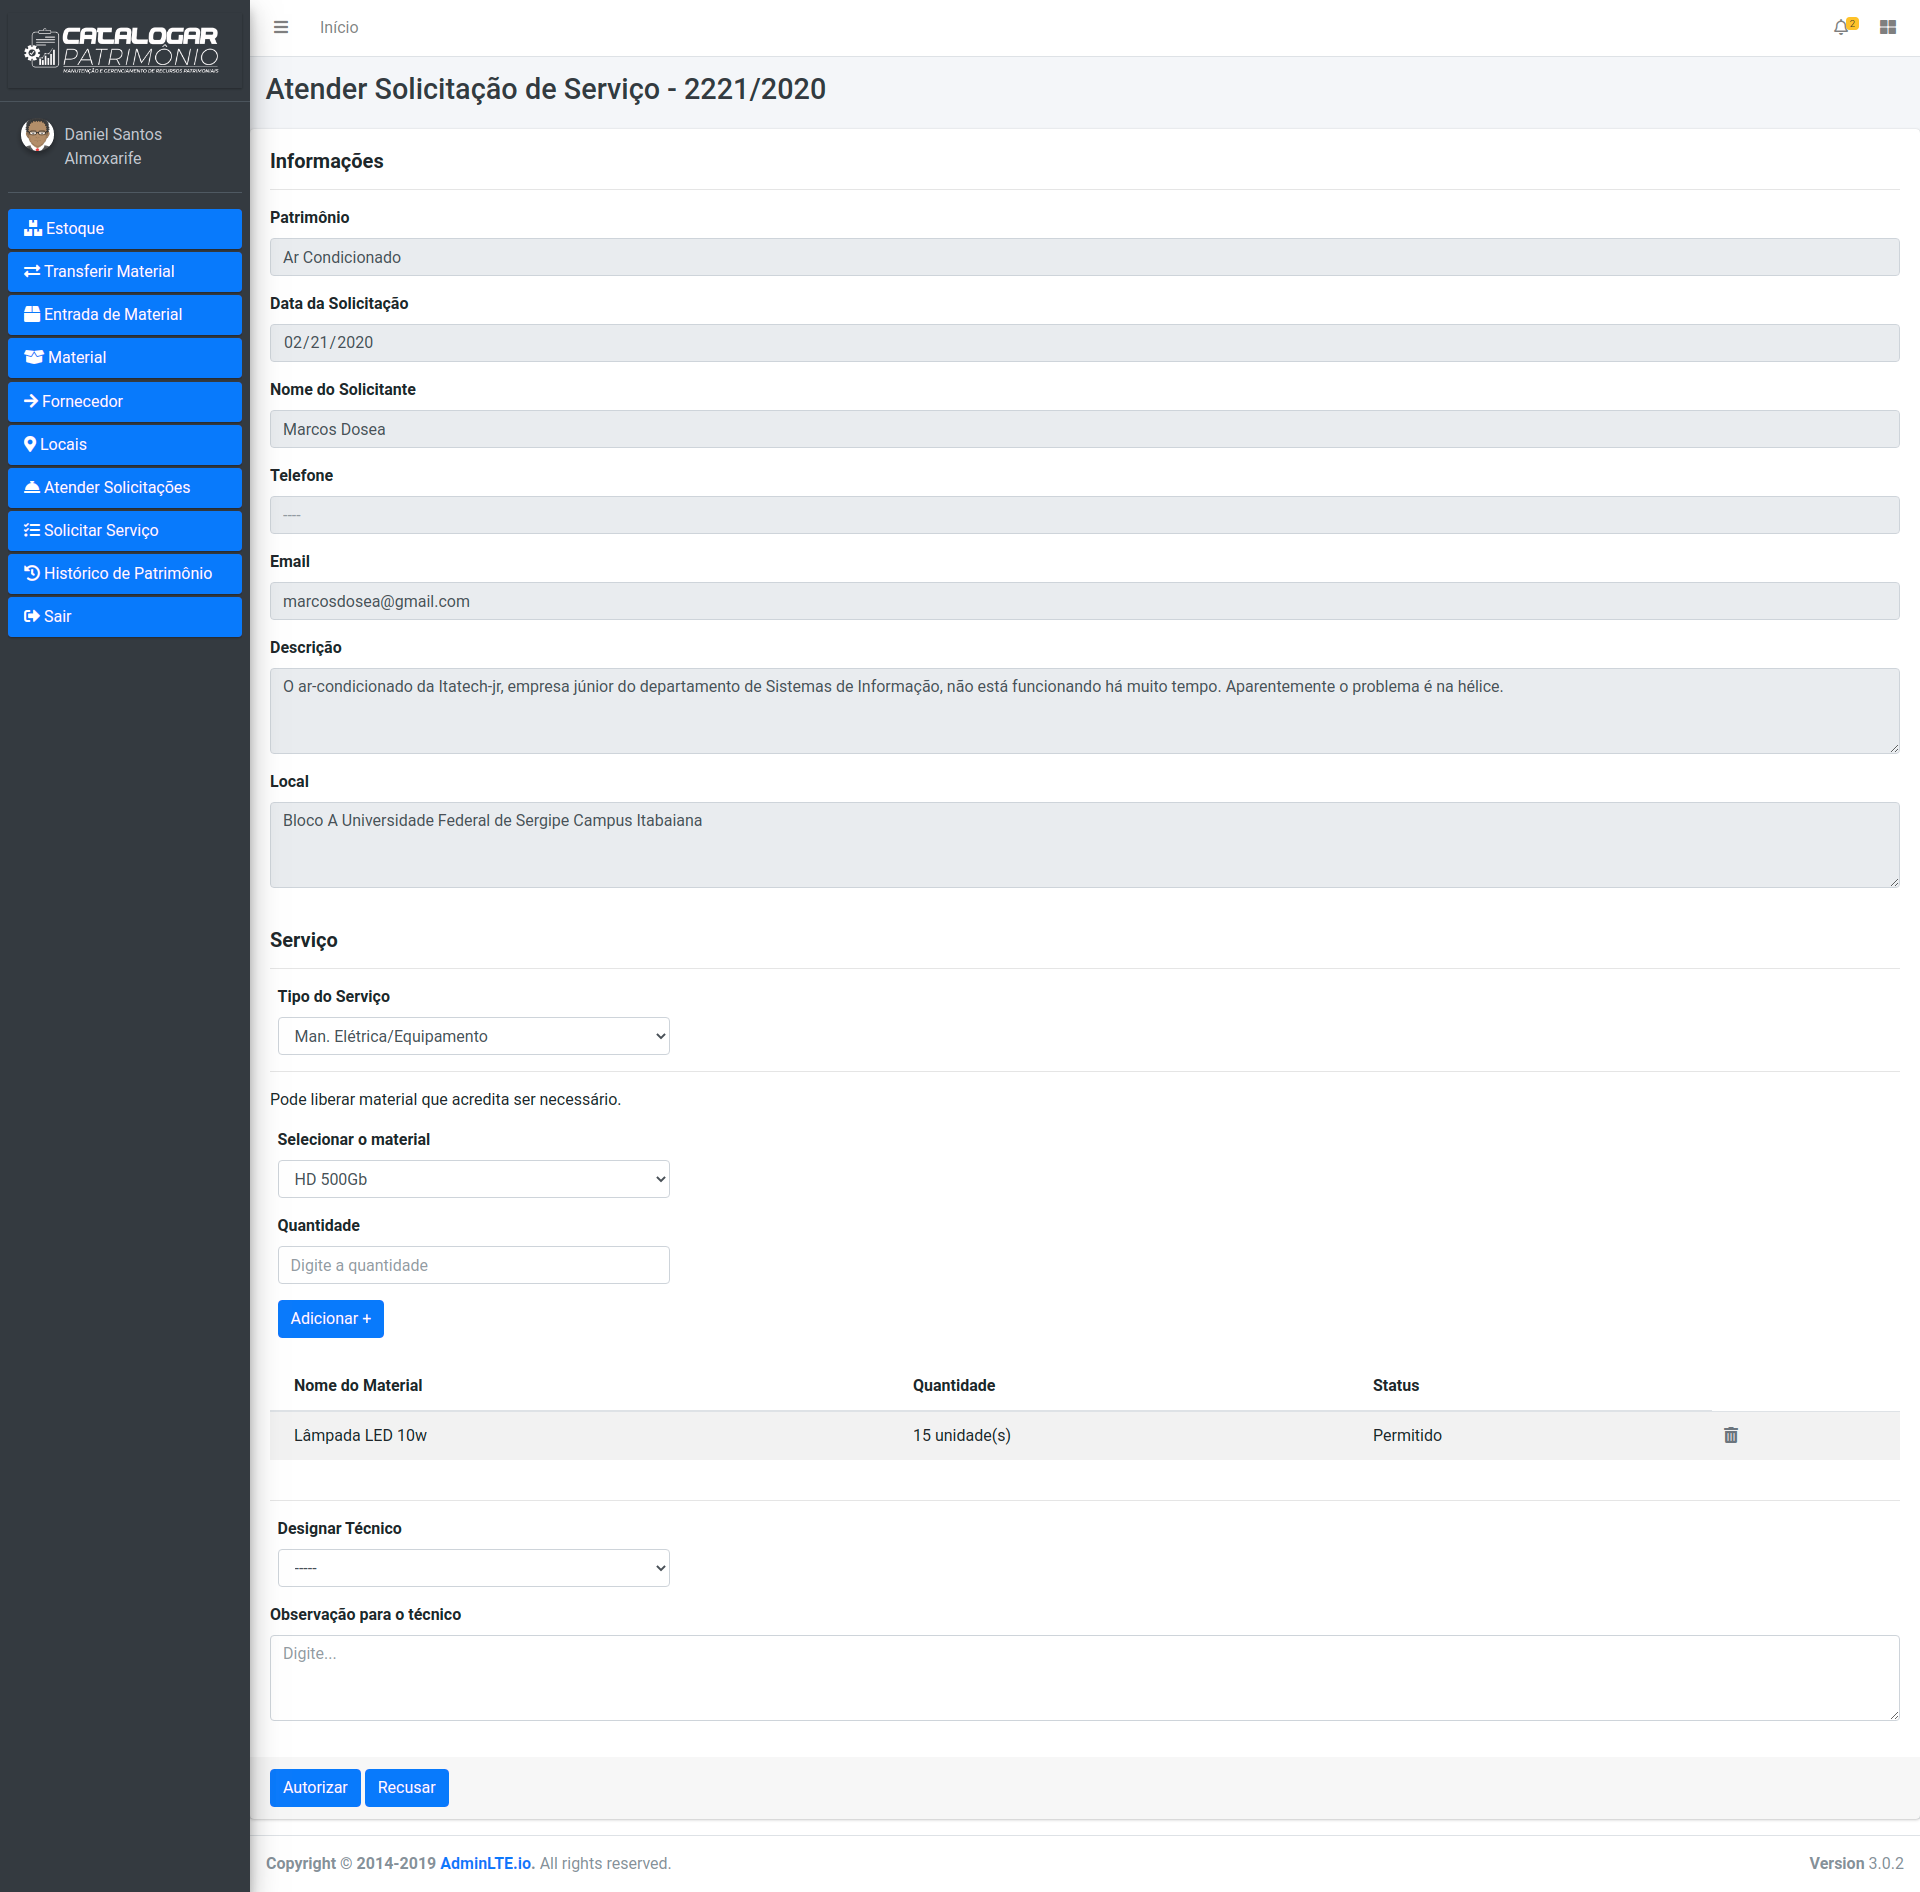 CATALOGAR
PATRIMÔNIO
MANUTENÇÃO E GERENCIAMENTO DE RECURSOS PATRIMONIAIS
Daniel Santos
Almoxarife
Estoque
Transferir Material
Entrada de Material
Material
Fornecedor
Locais
Atender Solicitações
Solicitar Serviço
Histórico de Patrimônio
Sair
Início
2
Atender Solicitação de Serviço - 2221/2020
Informações
Patrimônio
Ar Condicionado
Data da Solicitação
02/21/2020
Nome do Solicitante
Marcos Dosea
Telefone
----
Email
marcosdosea@gmail.com
Descrição
O ar-condicionado da Itatech-jr, empresa júnior do departamento de Sistemas de Informação, não está funcionando há muito tempo. Aparentemente o problema é na hélice.
Local
Bloco A Universidade Federal de Sergipe Campus Itabaiana
Serviço
Tipo do Serviço
Man. Elétrica/Equipamento
Pode liberar material que acredita ser necessário.
Selecionar o material
HD 500Gb
Quantidade
Digite a quantidade
Adicionar +
Nome do Material Quantidade Status
Lâmpada LED 10w 15 unidade(s) Permitido
Designar Técnico
-----
Observação para o técnico
Digite...
Autorizar Recusar
Copyright © 2014-2019 AdminLTE.io. All rights reserved. Version 3.0.2